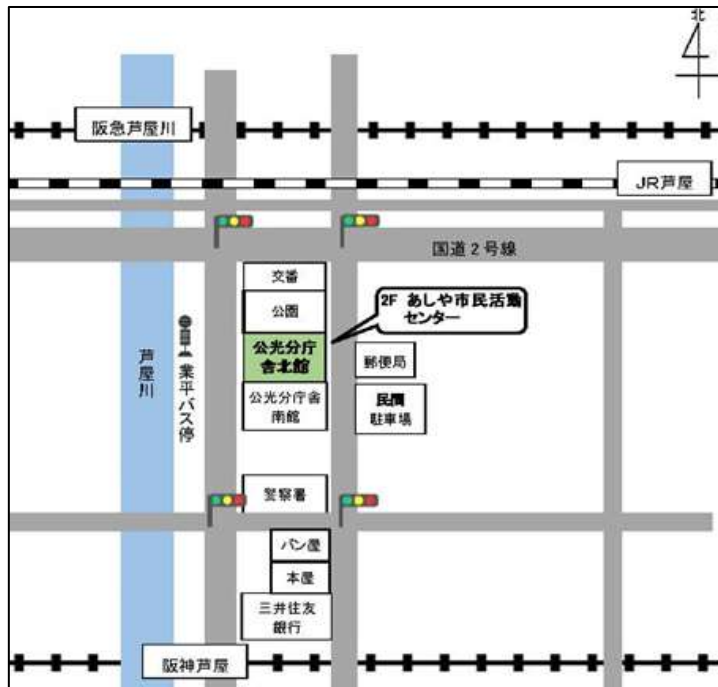 北
阪急芦屋川
JR芦屋
国道2号線
交番
公園
2F あしや市民活動
センター
公光分庁
舎北館
郵便局
芦屋川
業平バス停
公光分庁舎
南館
民間
駐車場
警察署
パン屋
本屋
三井住友
銀行
阪神芦屋